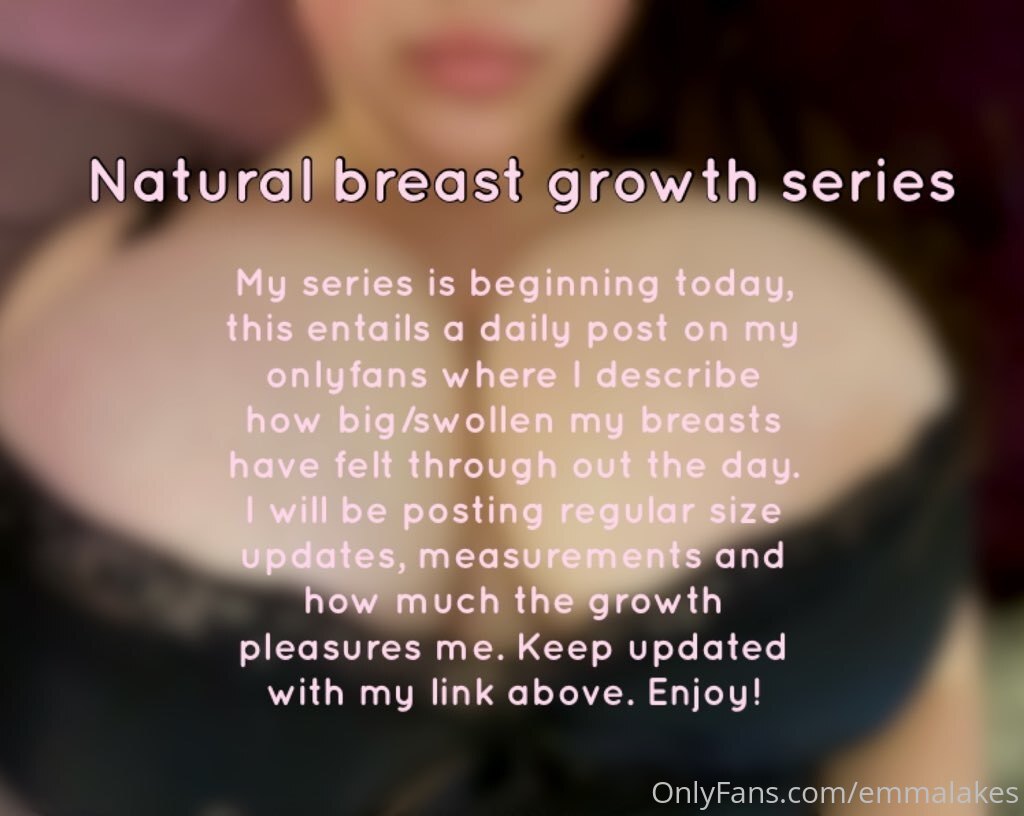 Natural breast growth series
My series is beginning today,
this entails a daily post on my
onlyfans where I describe
how big/swollen my breasts
have felt through out the day.
I will be posting regular size
updates, measurements and
how much the growth
pleasures me. Keep updated
with my link above. Enjoy!
OnlyFans.com/emmalakes